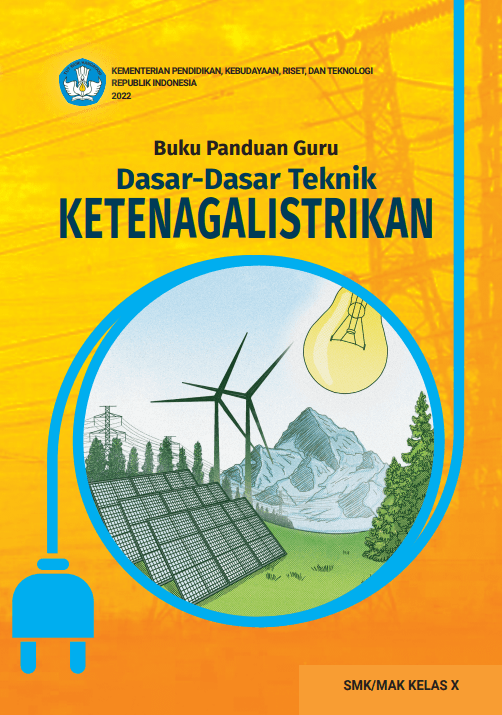 KEMENTERIAN PENDIDIKAN, KEBUDAYAAN, RISET, DAN TEKNOLOGI
REPUBLIK INDONESIA
2022
Buku Panduan Guru
Dasar-Dasar Teknik
KETENAGALISTRIKAN
SMK/MAK KELAS X